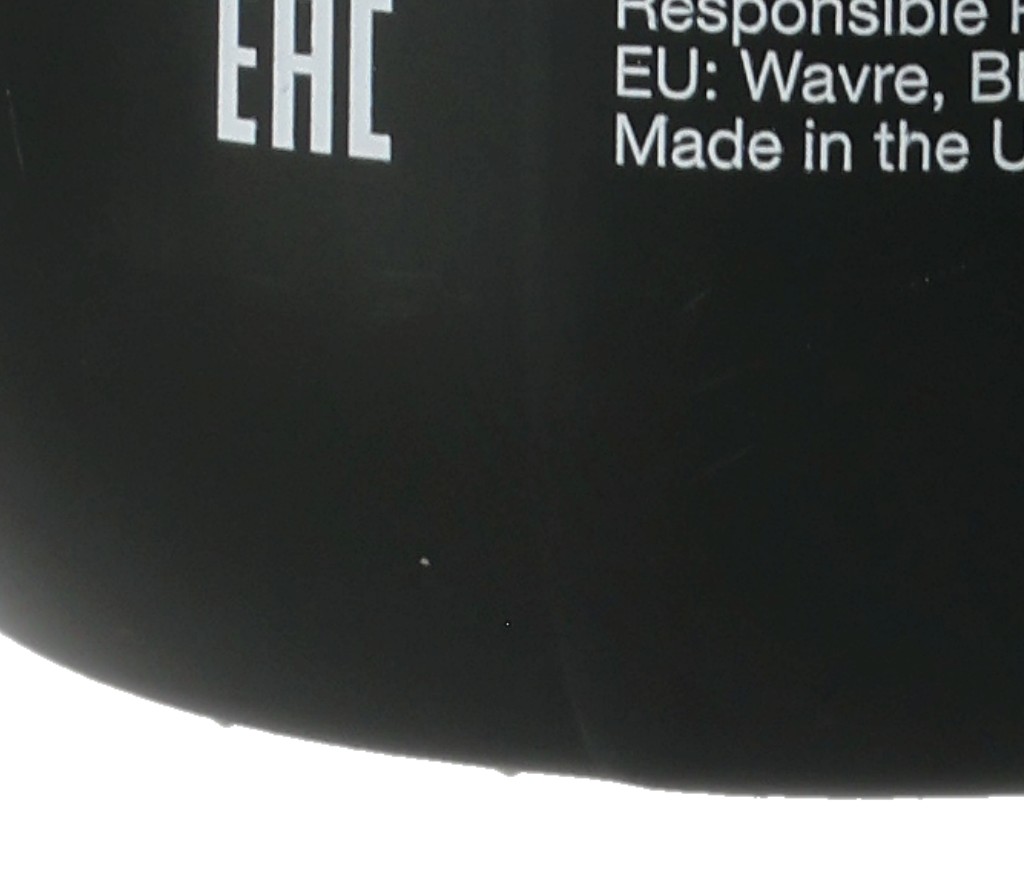 EAC
Responsible
EU: Wavre,
Made in the